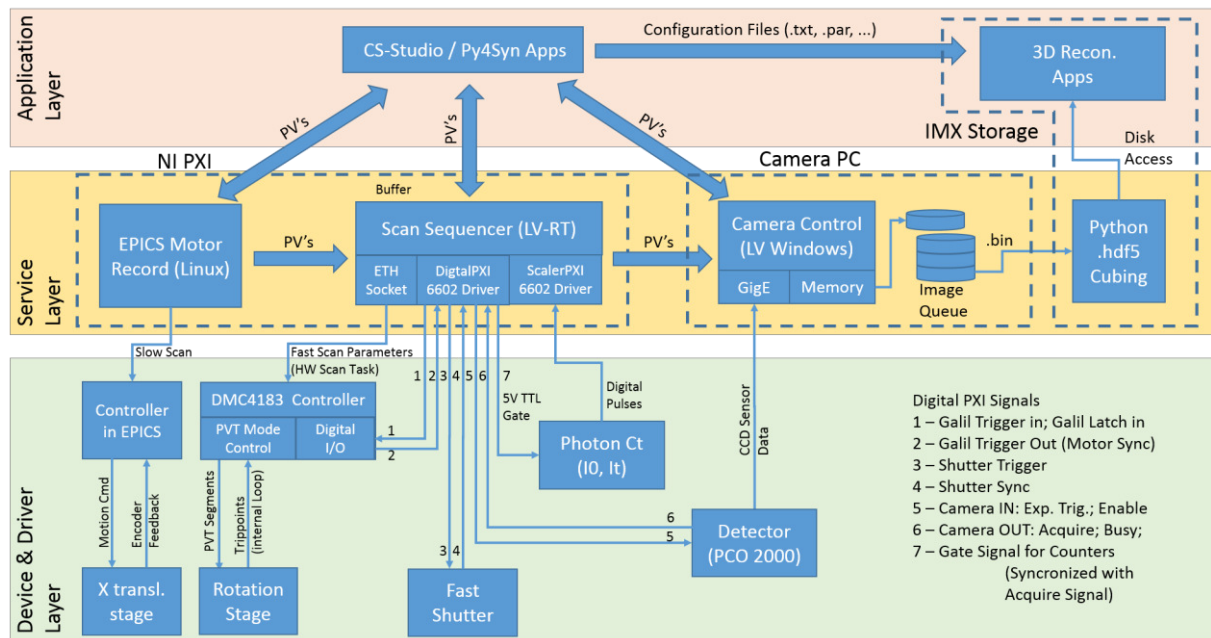 Application
Layer
CS-Studio / Py4Syn Apps
Configuration Files (.txt, .par, ...)
3D Recon.
Apps
PV's
PV's
PV's
IMX Storage
Disk
Access
NI PXI
Camera PC
Service
Layer
Buffer
EPICS Motor
Record (Linux)
PV's
Scan Sequencer (LV-RT)
ETH
Socket
DigtalPXI
6602 Driver
ScalerPXI
6602 Driver
PV's
Camera Control
(LV Windows)
GigE
Memory
.bin
Image
Queue
Python
.hdf5
Cubing
Device & Driver
Layer
Slow Scan
Fast Scan Parameters
(HW Scan Task)
1
2
3
4
5
6
7
5V TTL
Gate
Digital
Pulses
CCD Sensor
Data
Controller
in EPICS
DMC4183 Controller
PVT Mode
Control
Digital
I/O
1
2
Photon Ct
(I0, It)
Motion Cmd
Encoder
Feedback
PVT Segments
Trippoints
(internal Loop)
3
4
6
5
Detector
(PCO 2000)
X transl.
stage
Rotation
Stage
Fast
Shutter
Digital PXI Signals
1 – Galil Trigger in; Galil Latch in
2 – Galil Trigger Out (Motor Sync)
3 – Shutter Trigger
4 – Shutter Sync
5 – Camera IN: Exp. Trig.; Enable
6 – Camera OUT: Acquire; Busy;
7 – Gate Signal for Counters
(Syncronized with
Acquire Signal)